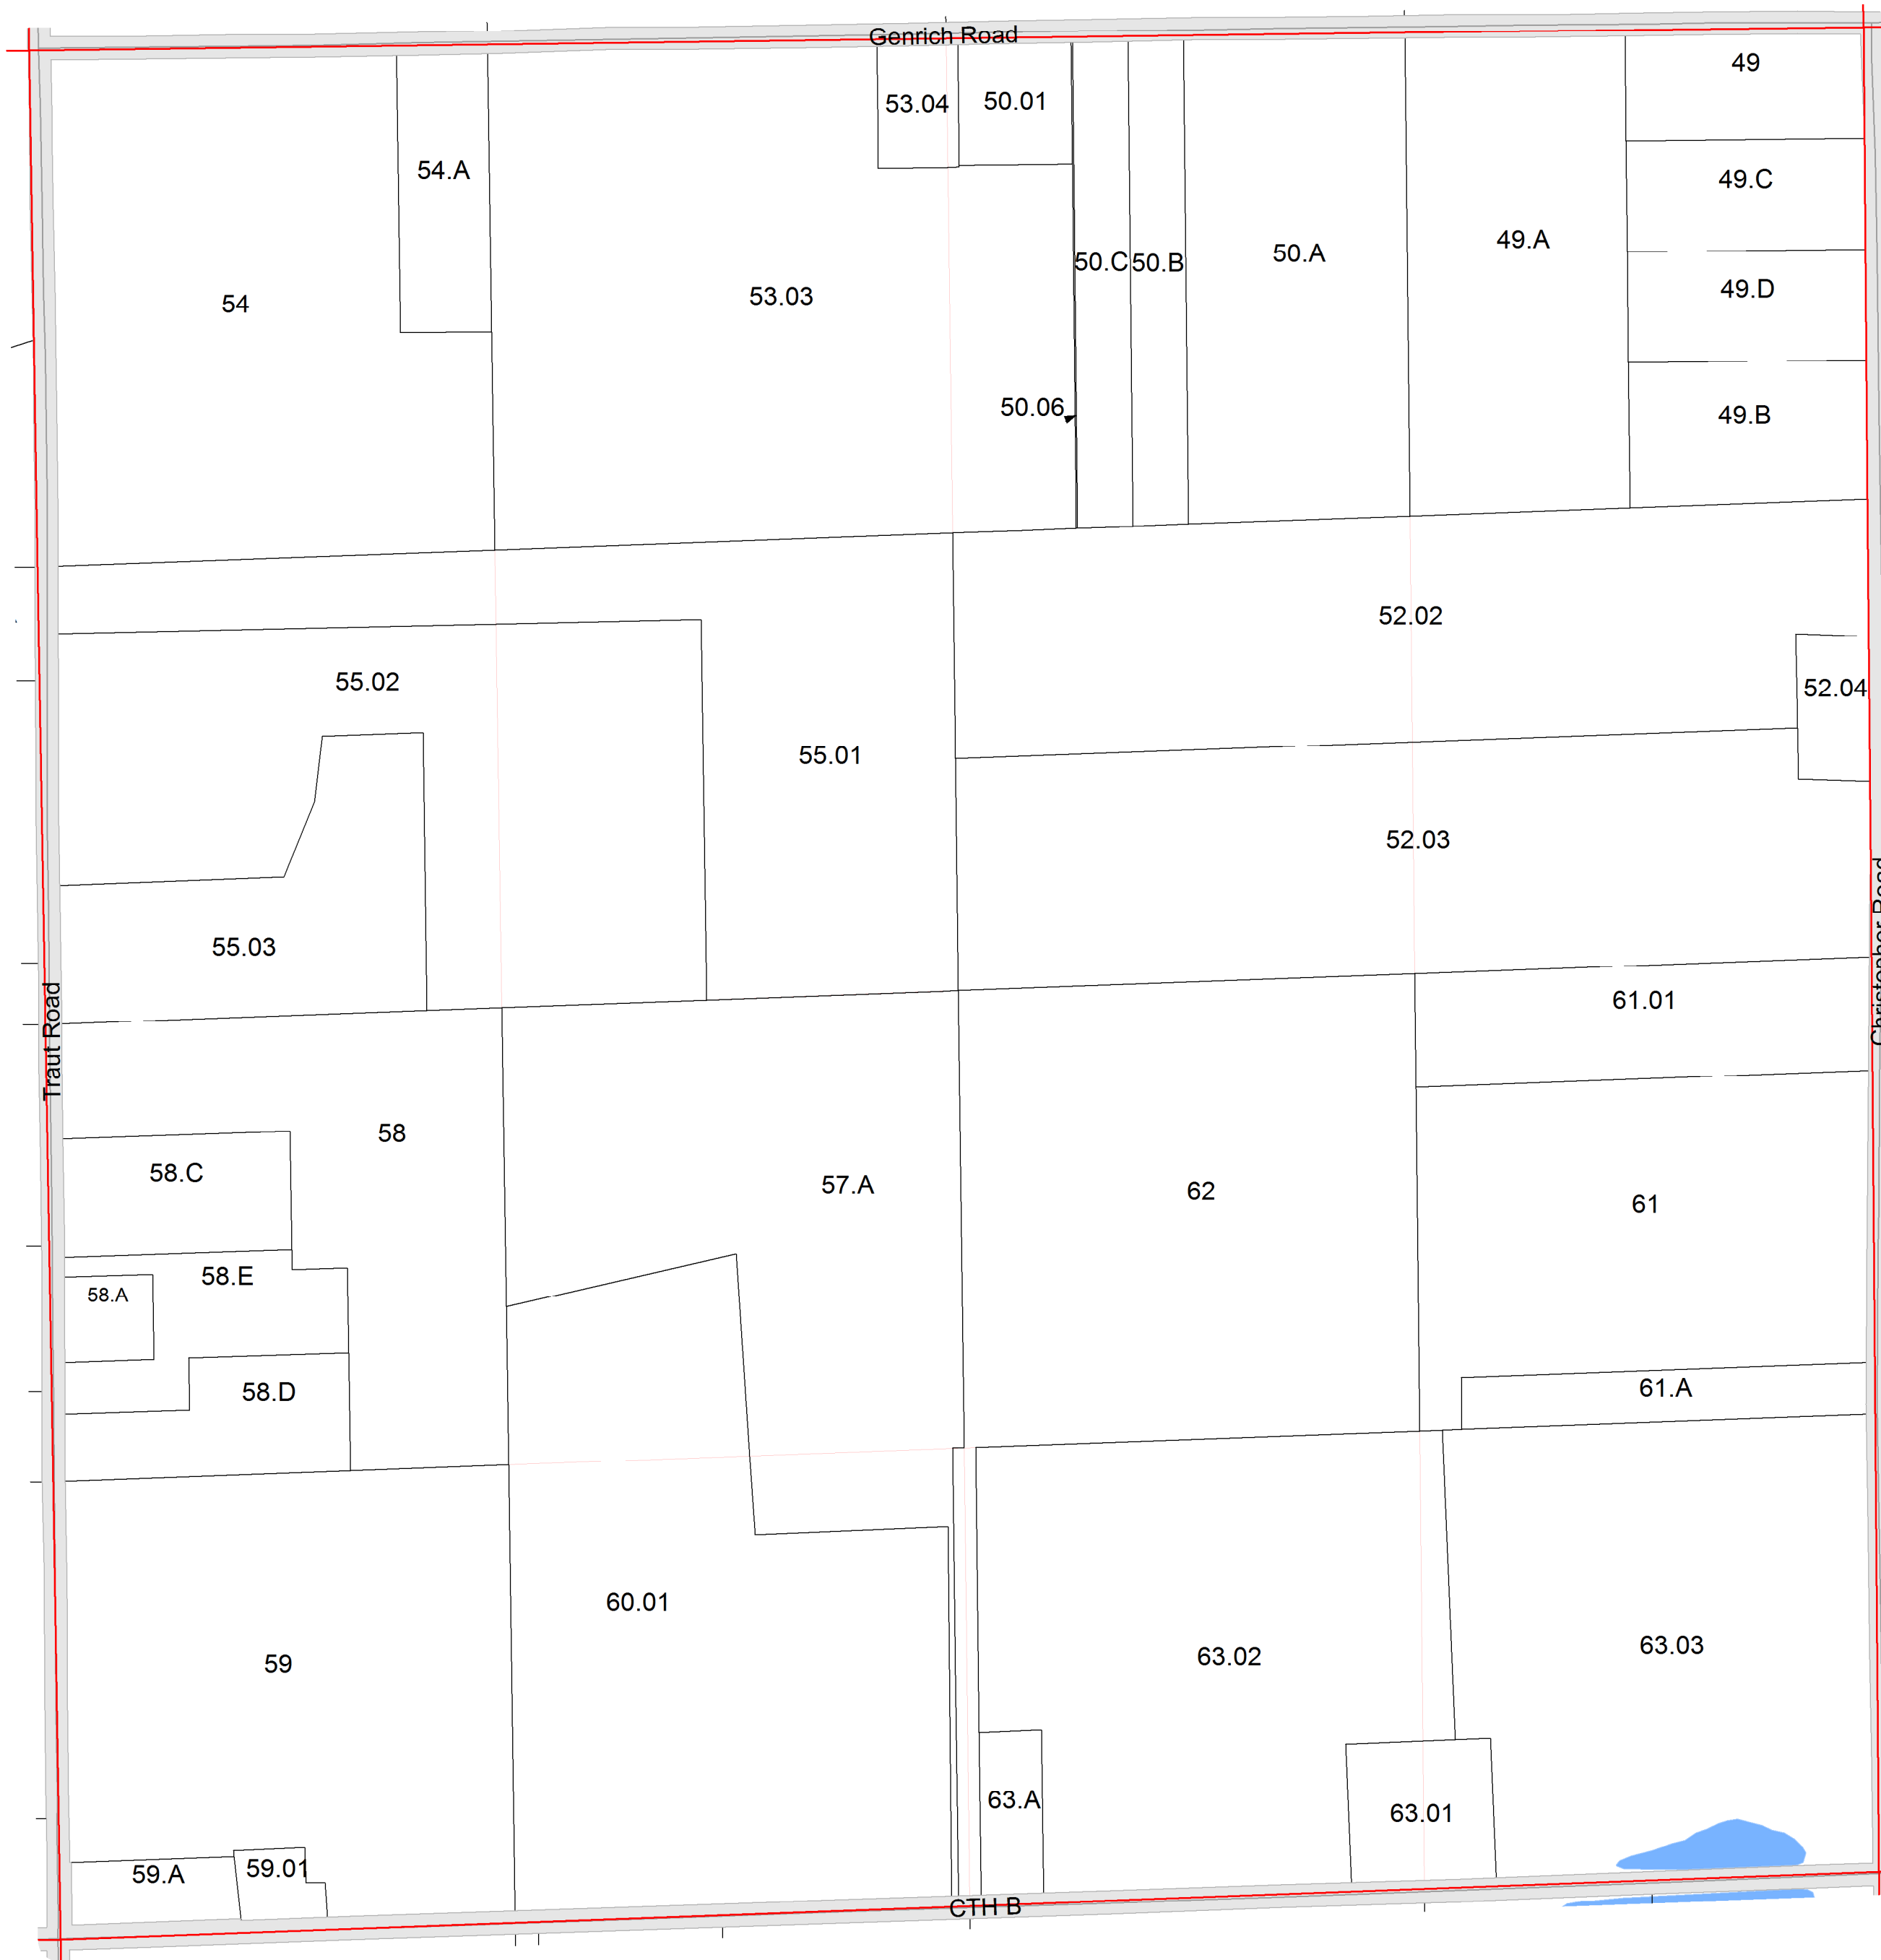 Genrich Road
49
53.04
50.01
54.A
49.C
49.A
50.A
50.C
50.B
49.D
54
53.03
50.06
49.B
52.02
55.02
52.04
55.01
52.03
55.03
61.01
Traut Road
Christopher Road
58
58.C
57.A
62
61
58.E
58.A
58.D
61.A
60.01
59
63.02
63.03
63.A
63.01
59.A
59.01
CTH B